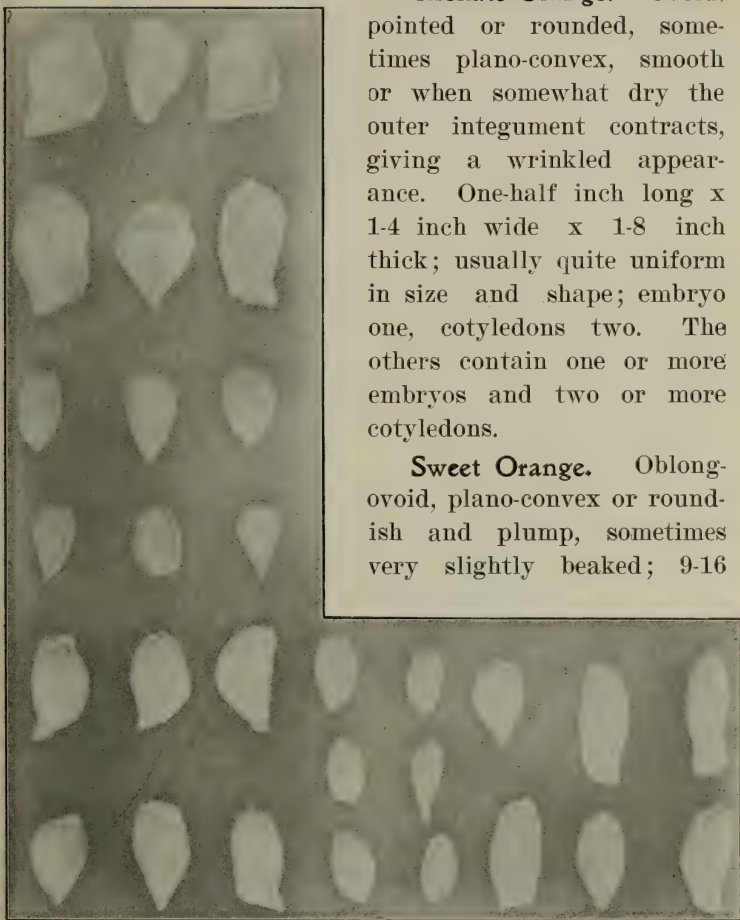 pointed or rounded, some-
times plano-convex, smooth
or when somewhat dry the
outer integument contracts,
giving a wrinkled appear-
ance. One-half inch long x
1-4 inch wide x 1-8 inch
thick; usually quite uniform
in size and shape; embryo
one, cotyledons two. The
others contain one or more
embryos and two or more
cotyledons.
Sweet Orange. Oblong-
ovoid, plano-convex or round-
ish and plump, sometimes
very slightly beaked; 9-16